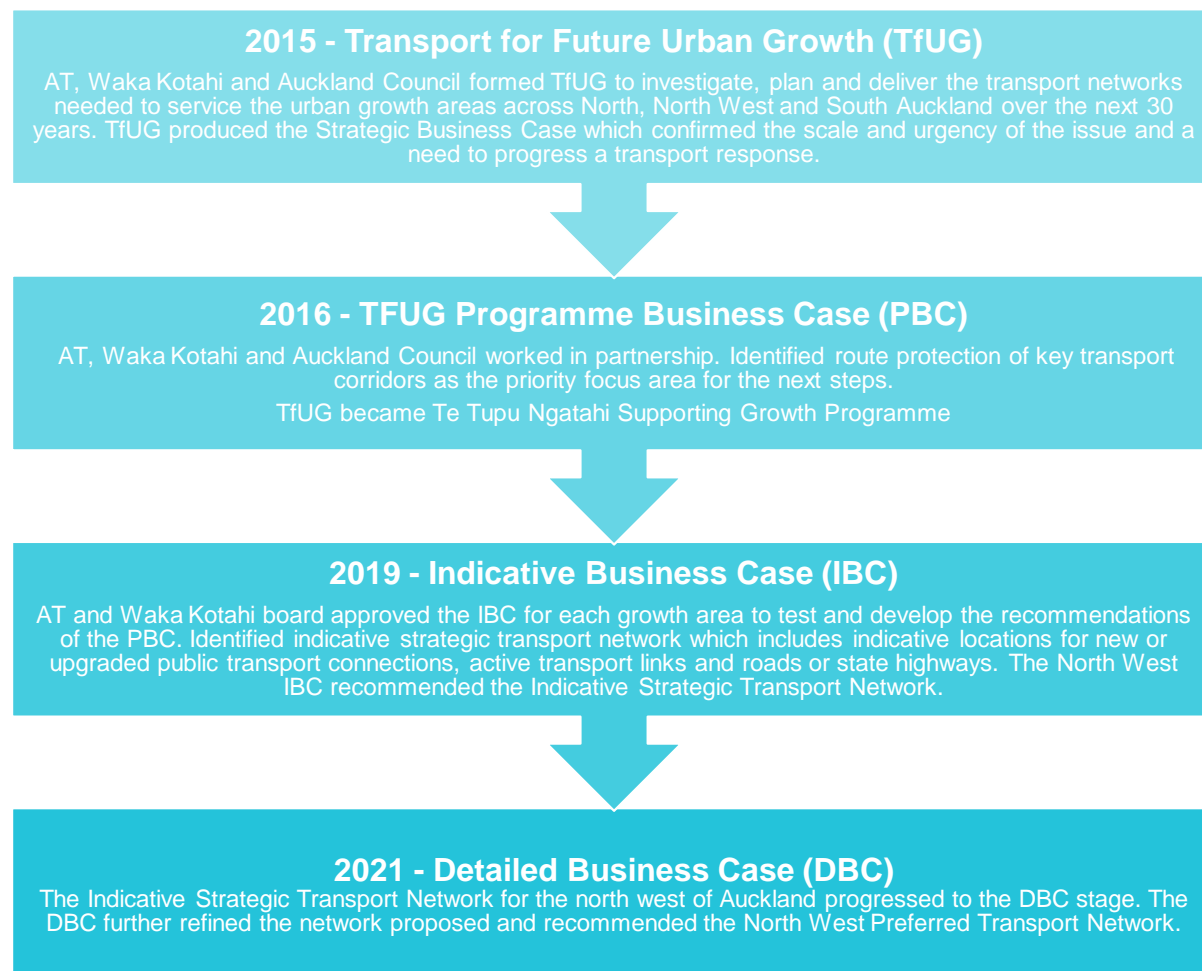 2015 - Transport for Future Urban Growth (TfUG)
AT, Waka Kotahi and Auckland Council formed TfUG to investigate, plan and deliver the transport networks
needed to service the urban growth areas across North, North West and South Auckland over the next 30
years. TfUG produced the Strategic Business Case which confirmed the scale and urgency of the issue and a
need to progress a transport response.
2016 - TFUG Programme Business Case (PBC)
AT, Waka Kotahi and Auckland Council worked in partnership. Identified route protection of key transport
corridors as the priority focus area for the next steps.
TfUG became Te Tupu Ngatahi Supporting Growth Programme
2019 - Indicative Business Case (IBC)
AT and Waka Kotahi board approved the IBC for each growth area to test and develop the recommendations
of the PBC. Identified indicative strategic transport network which includes indicative locations for new or
upgraded public transport connections, active transport links and roads or state highways. The North West
IBC recommended the Indicative Strategic Transport Network.
2021 - Detailed Business Case (DBC)
The Indicative Strategic Transport Network for the north west of Auckland progressed to the DBC stage. The
DBC further refined the network proposed and recommended the North West Preferred Transport Network.